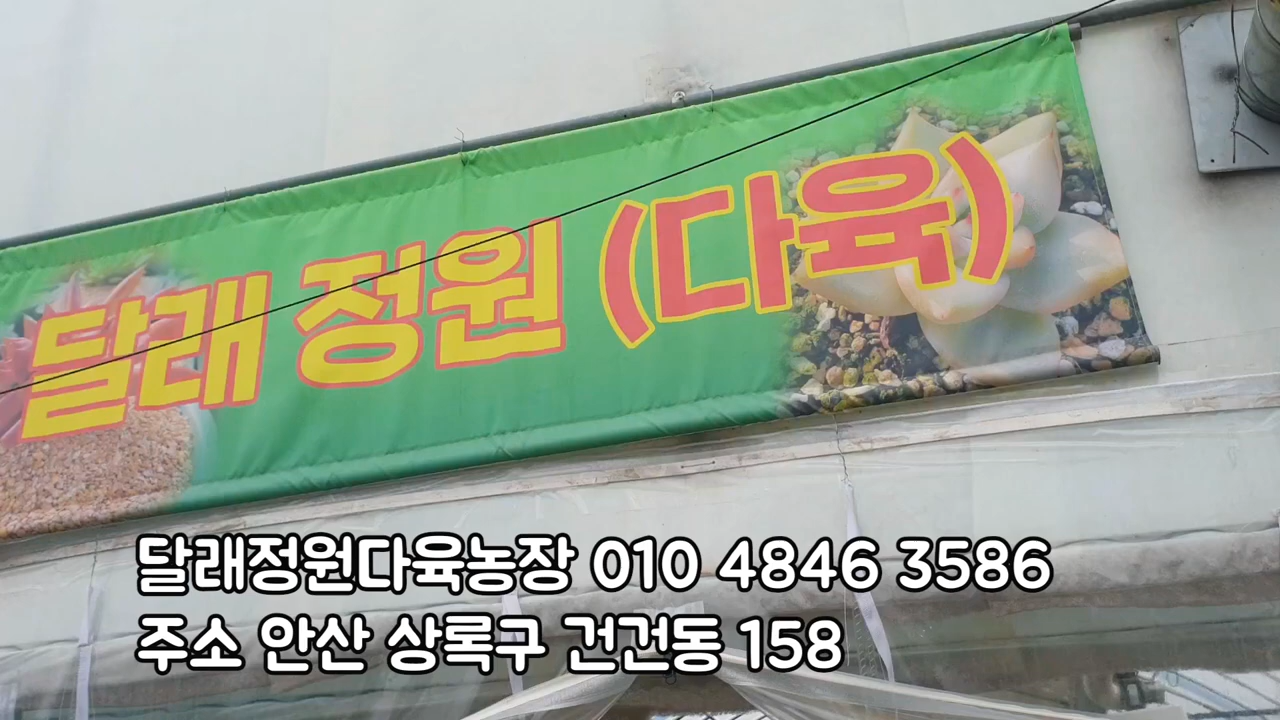 달래 정원 (다육)
달래정원다육농장 010 4846 3586
주소 안산 상록구 건건동 158